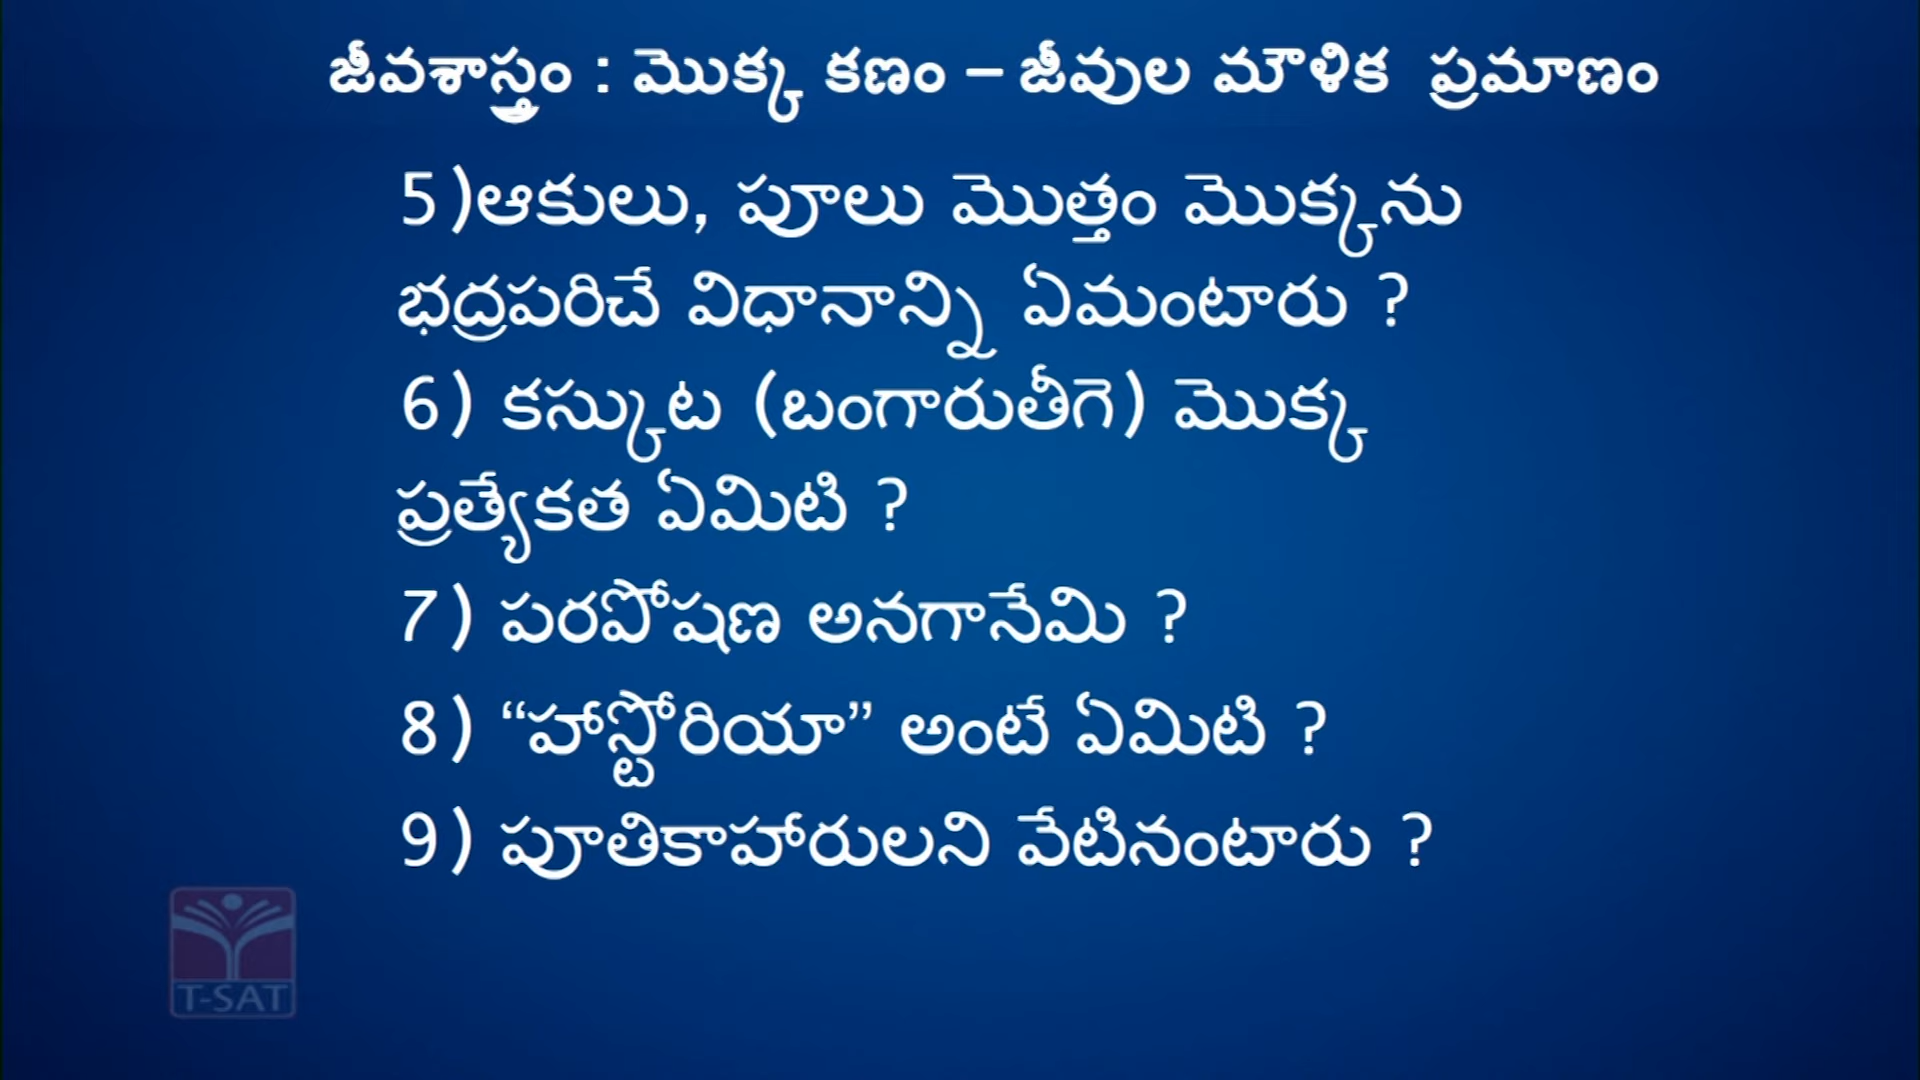 జీవశాస్త్రం : మొక్క కణం – జీవుల మౌళిక ప్రమాణం
5)ఆకులు, పూలు మొత్తం మొక్కను
భద్రపరిచే విధానాన్ని ఏమంటారు ?
6) కస్కుట (బంగారుతీగె) మొక్క
ప్రత్యేకత ఏమిటి ?
7) పరపోషణ అనగానేమి ?
8) “హాస్టోరియా” అంటే ఏమిటి ?
9) పూతికాహారులని వేటినంటారు ?
T-SAT